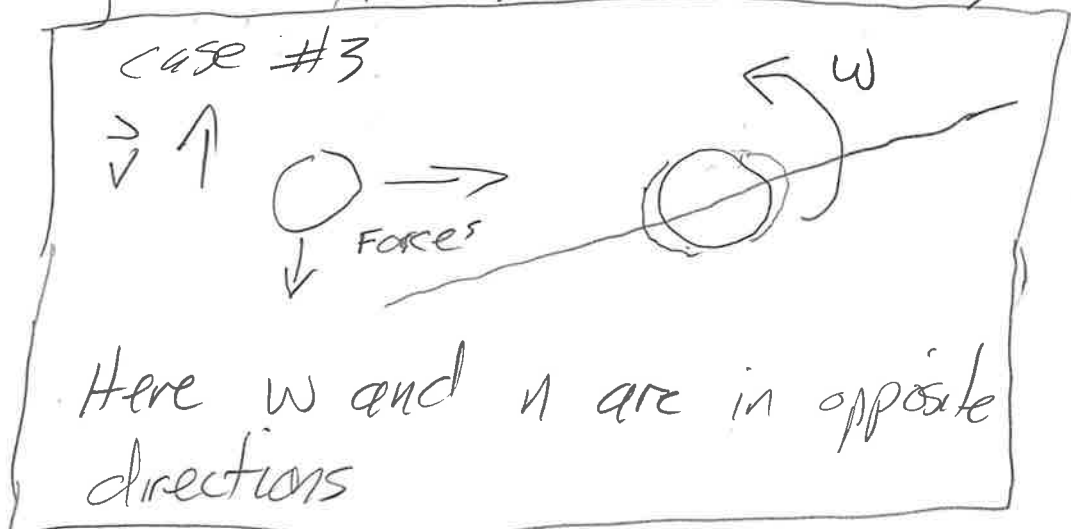 case #3
v
Forces
w
Here w and n are in opposite
directions